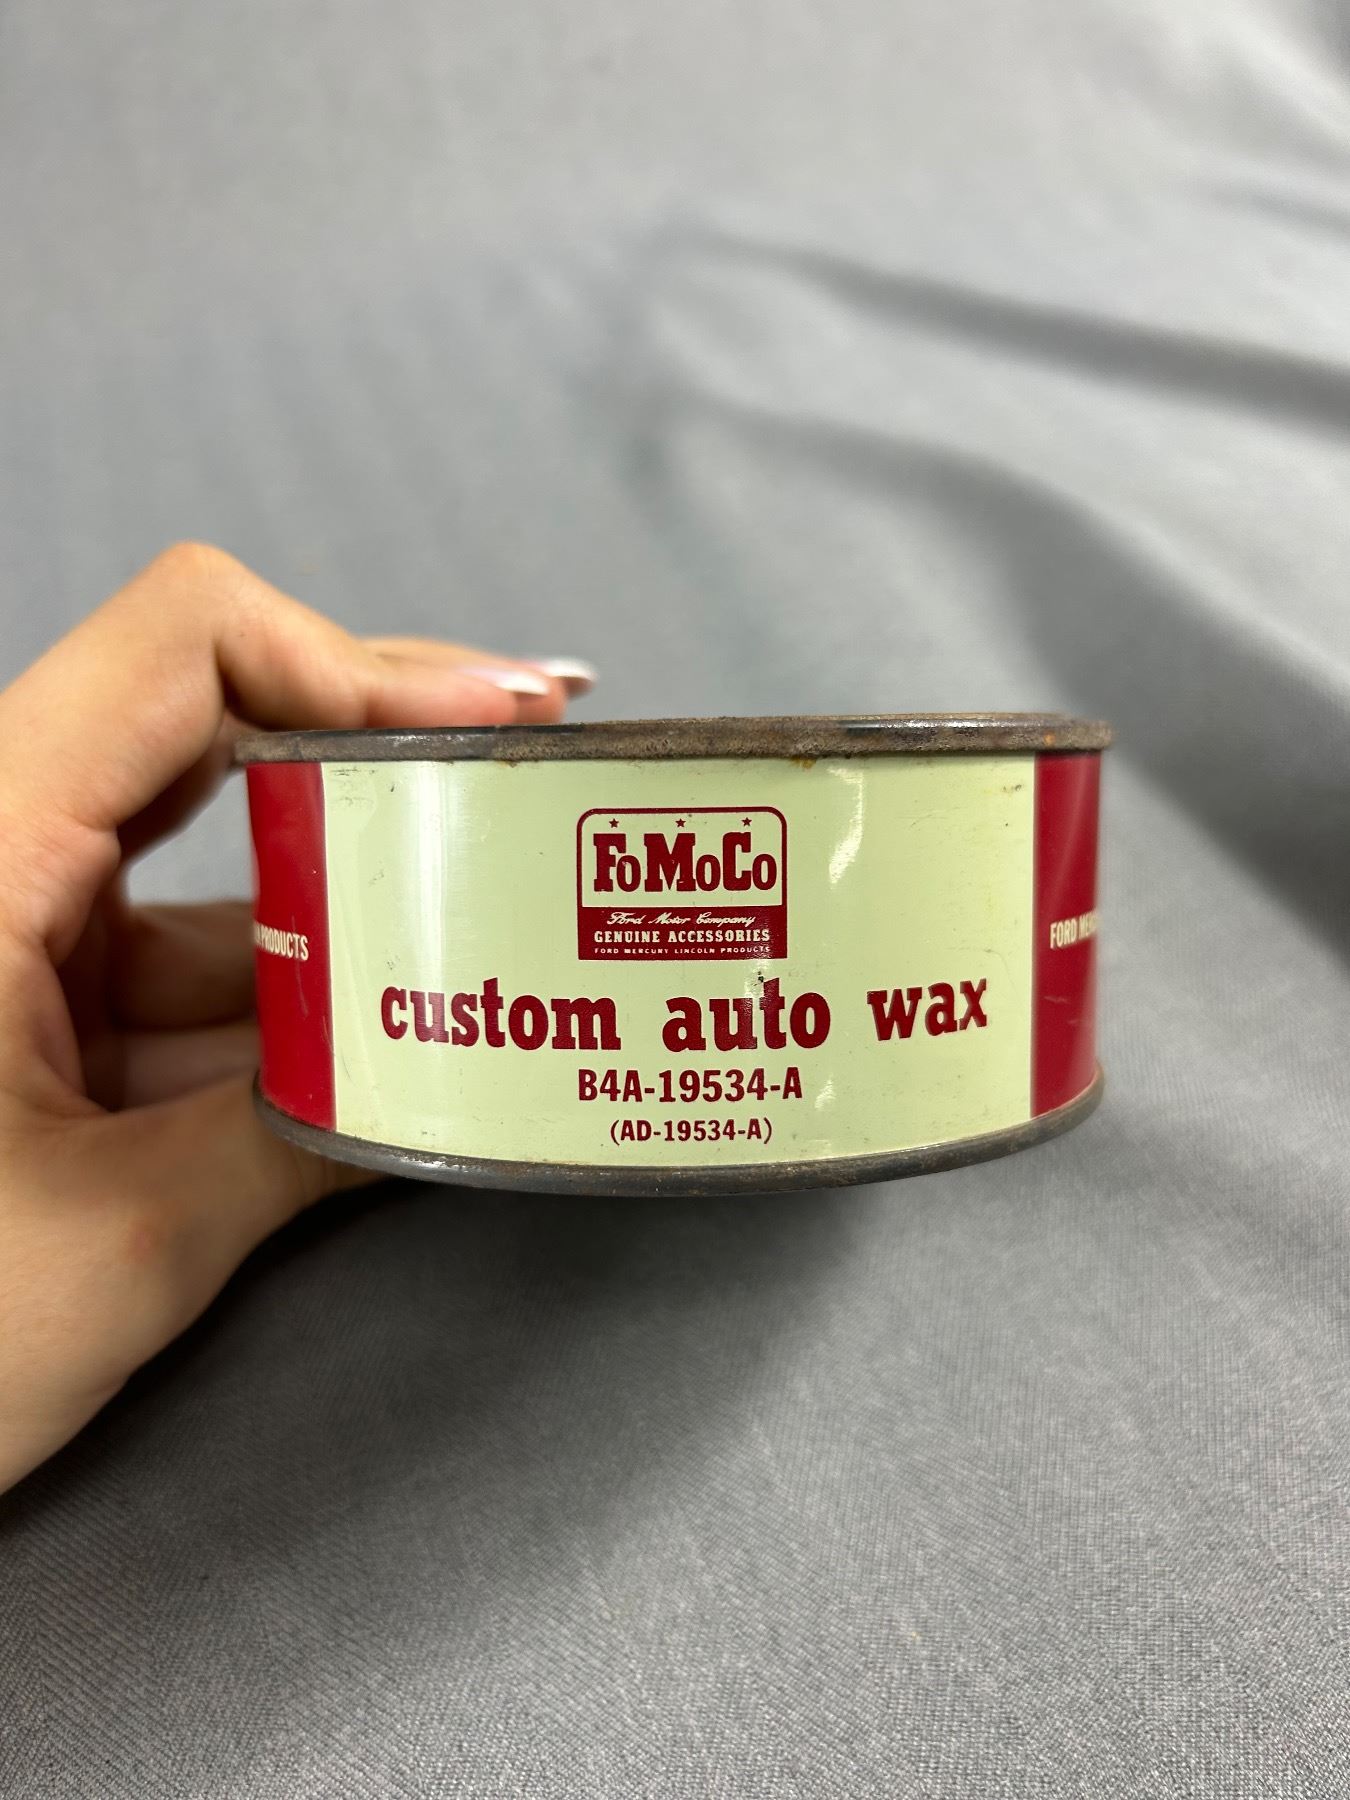 FoMoCo
Ford Motor Company
GENUINE ACCESSORIES
FORD MERCURY LINCOLN PRODUCTS
custom auto wax
B4A-19534-A
(AD-19534-A)
PRODUCTS
FORD